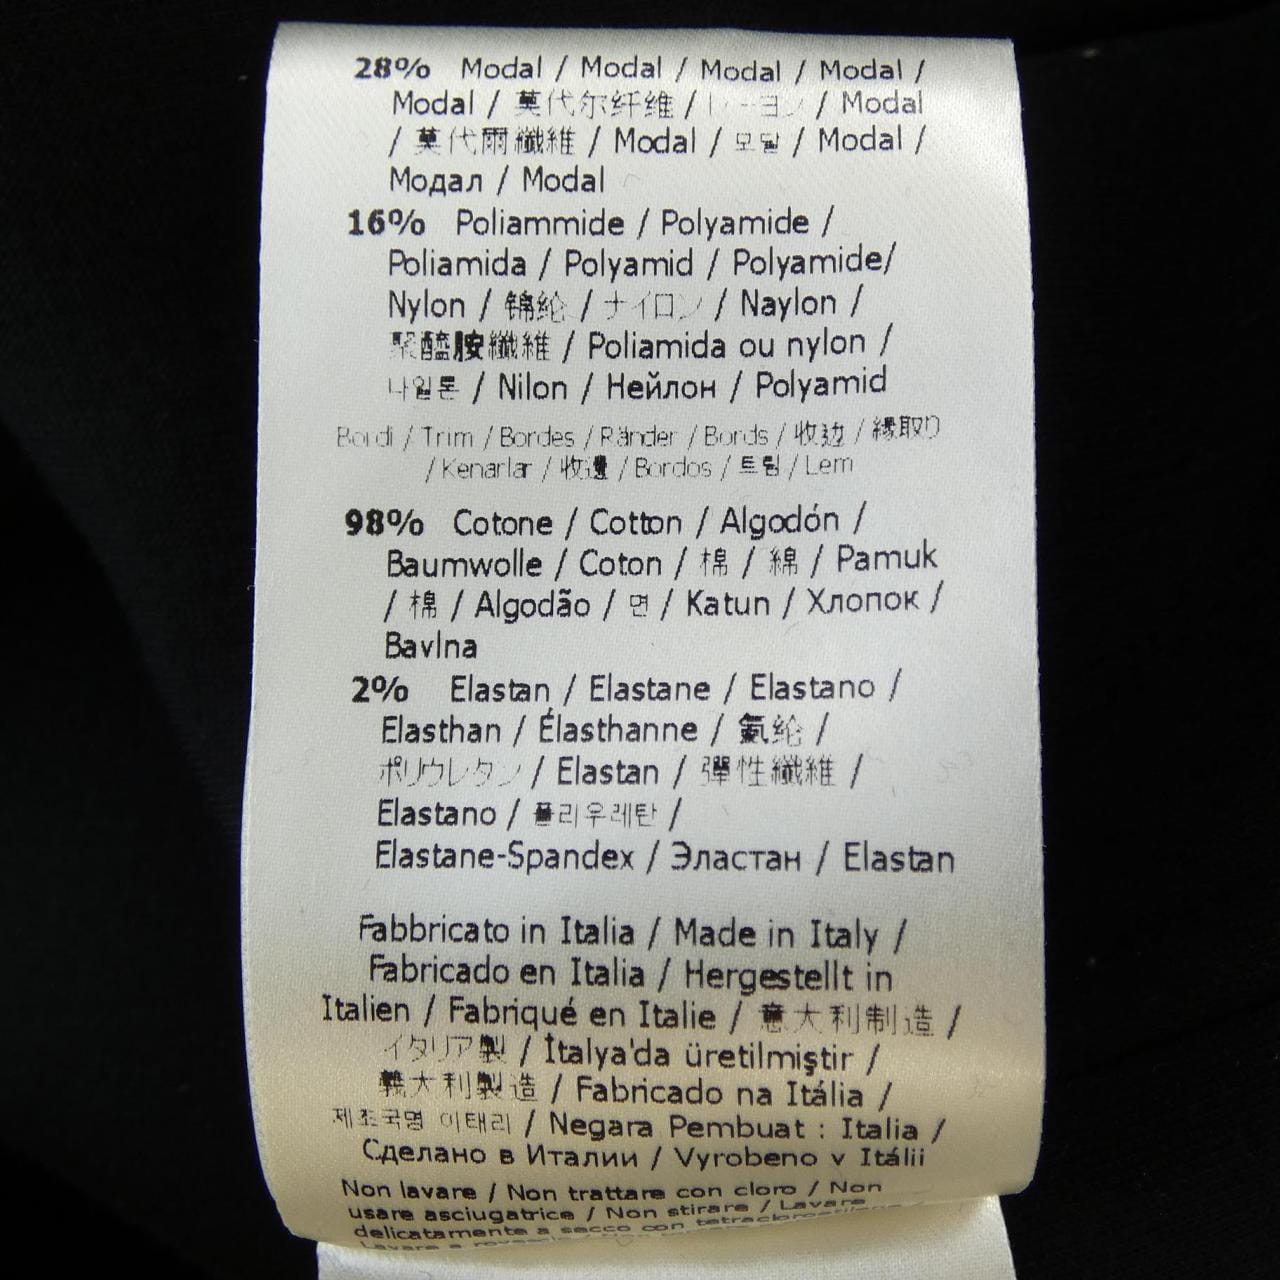 28% Modal / Modal / Modal / Modal /
Modal / 莫代尔纤维 / レーヨン / Modal
/ 莫代爾纖維 / Modal / 모달 / Modal /
Модал / Modal
16% Poliammide / Polyamide /
Poliamida / Polyamid / Polyamide/
Nylon / 锦纶 / ナイロン / Naylon /
聚醯胺纖維 / Poliamida ou nylon /
나일론 / Nilon / Нейлон / Polyamid
Bordi / Trim / Bordes / Ränder / Bords / 收边 / 縁取り
/ Kenarlar / 收邊 / Bordos / 트림 / Lem
98% Cotone / Cotton / Algodón /
Baumwolle / Coton / 棉 / 綿 / Pamuk
/ 棉 / Algodão / 면 / Katun / Хлопок /
Bavlna
2% Elastan / Elastane / Elastano /
Elasthan / Élasthanne / 氨纶 /
ポリウレタン / Elastan / 彈性纖維 /
Elastano / 폴리우레탄 /
Elastane-Spandex / Эластан / Elastan
Fabbricato in Italia / Made in Italy /
Fabricado en Italia / Hergestellt in
Italien / Fabriqué en Italie / 意大利制造 /
イタリア製 / İtalya'da üretilmiştir /
義大利製造 / Fabricado na Itália /
제조국명 이태리 / Negara Pembuat : Italia /
Сделано в Италии / Vyrobeno v Itálii
Non lavare / Non trattare con cloro / Non
usare asciugatrice / Non stirare / Lavare
delicatamente a secco con tetracloroetilene /
Lavare a